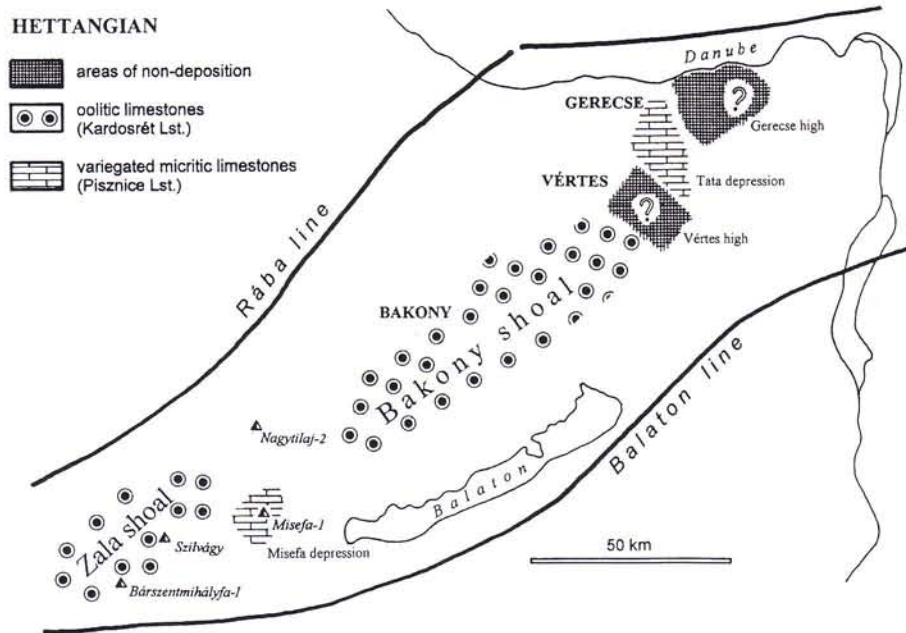 HETTANGIAN
areas of non-deposition
oolitic limestones
(Kardosrét Lst.)
variegated micritic limestones
(Pisznice Lst.)
Danube
GERECSE
?
Gerecse high
VÉRTES
Tata depression
?
Vértes high
Rába line
BAKONY
Bakony shoal
Balaton line
Nagytilaj-2
Balaton
Zala shoal
Misefa-1
Szilvágy
Misefa depression
50 km
Bárszentmihályfa-1